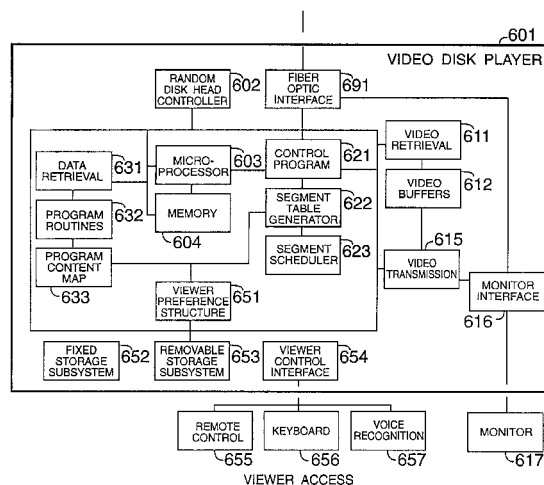 601
VIDEO DISK PLAYER
RANDOM
DISK HEAD
CONTROLLER
602
FIBER
OPTIC
INTERFACE
691
DATA
RETRIEVAL
631
MICRO-
PROCESSOR
603
CONTROL
PROGRAM
621
VIDEO
RETRIEVAL
611
PROGRAM
ROUTINES
632
MEMORY
604
SEGMENT
TABLE
GENERATOR
622
VIDEO
BUFFERS
612
PROGRAM
CONTENT
MAP
633
SEGMENT
SCHEDULER
623
VIDEO
TRANSMISSION
615
VIEWER
PREFERENCE
STRUCTURE
651
MONITOR
INTERFACE
616
FIXED
STORAGE
SUBSYSTEM
652
REMOVABLE
STORAGE
SUBSYSTEM
653
VIEWER
CONTROL
INTERFACE
654
REMOTE
CONTROL
655
KEYBOARD
656
VOICE
RECOGNITION
657
MONITOR
617
VIEWER ACCESS